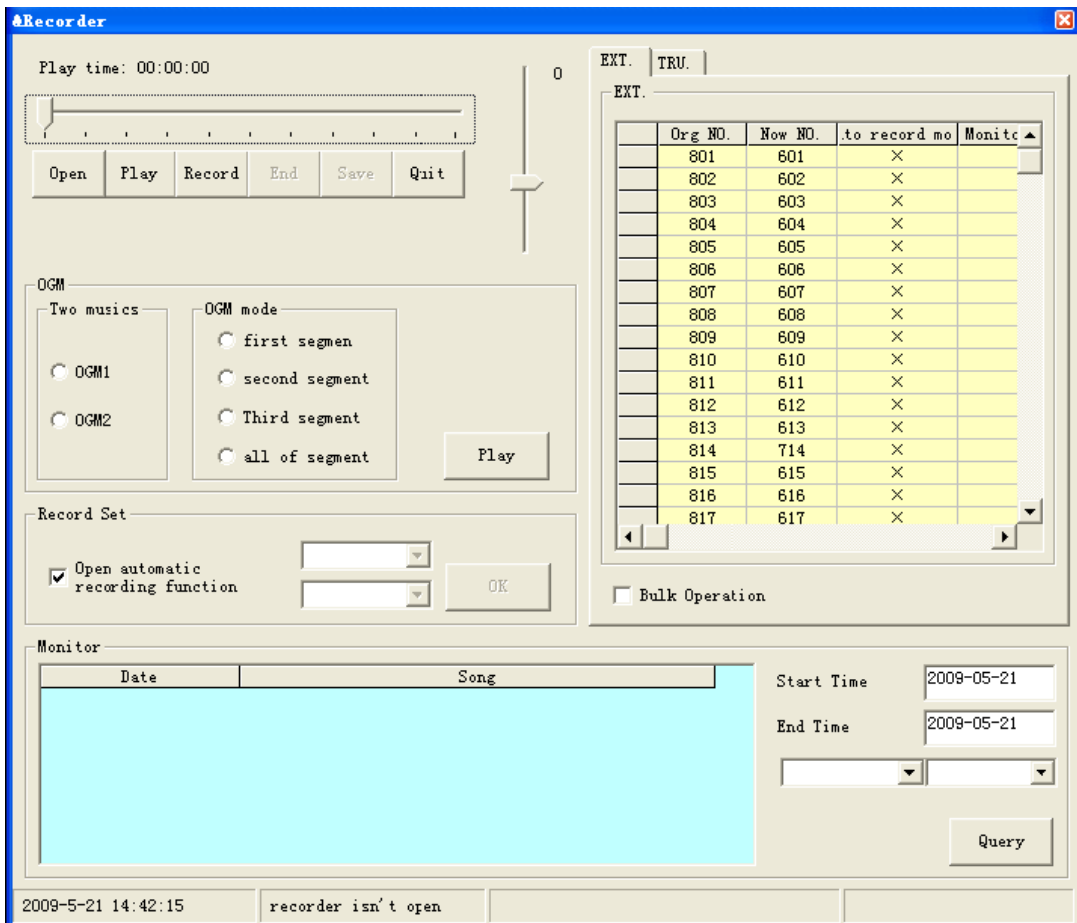 &Recorder
Play time: 00:00:00
0
Open Play Record End Save Quit
OGM
Two musics
OGM1
OGM2
OGM mode
first segmen
second segment
Third segment
all of segment
Play
Record Set
Open automatic
recording function
OK
EXT. TRU.
EXT.
Org NO. Now NO. .to record mo Monito
801 601 ×
802 602 ×
803 603 ×
804 604 ×
805 605 ×
806 606 ×
807 607 ×
808 608 ×
809 609 ×
810 610 ×
811 611 ×
812 612 ×
813 613 ×
814 714 ×
815 615 ×
816 616 ×
817 617 ×
Bulk Operation
Monitor
Date Song
Start Time 2009-05-21
End Time 2009-05-21
Query
2009-5-21 14:42:15 recorder isn't open